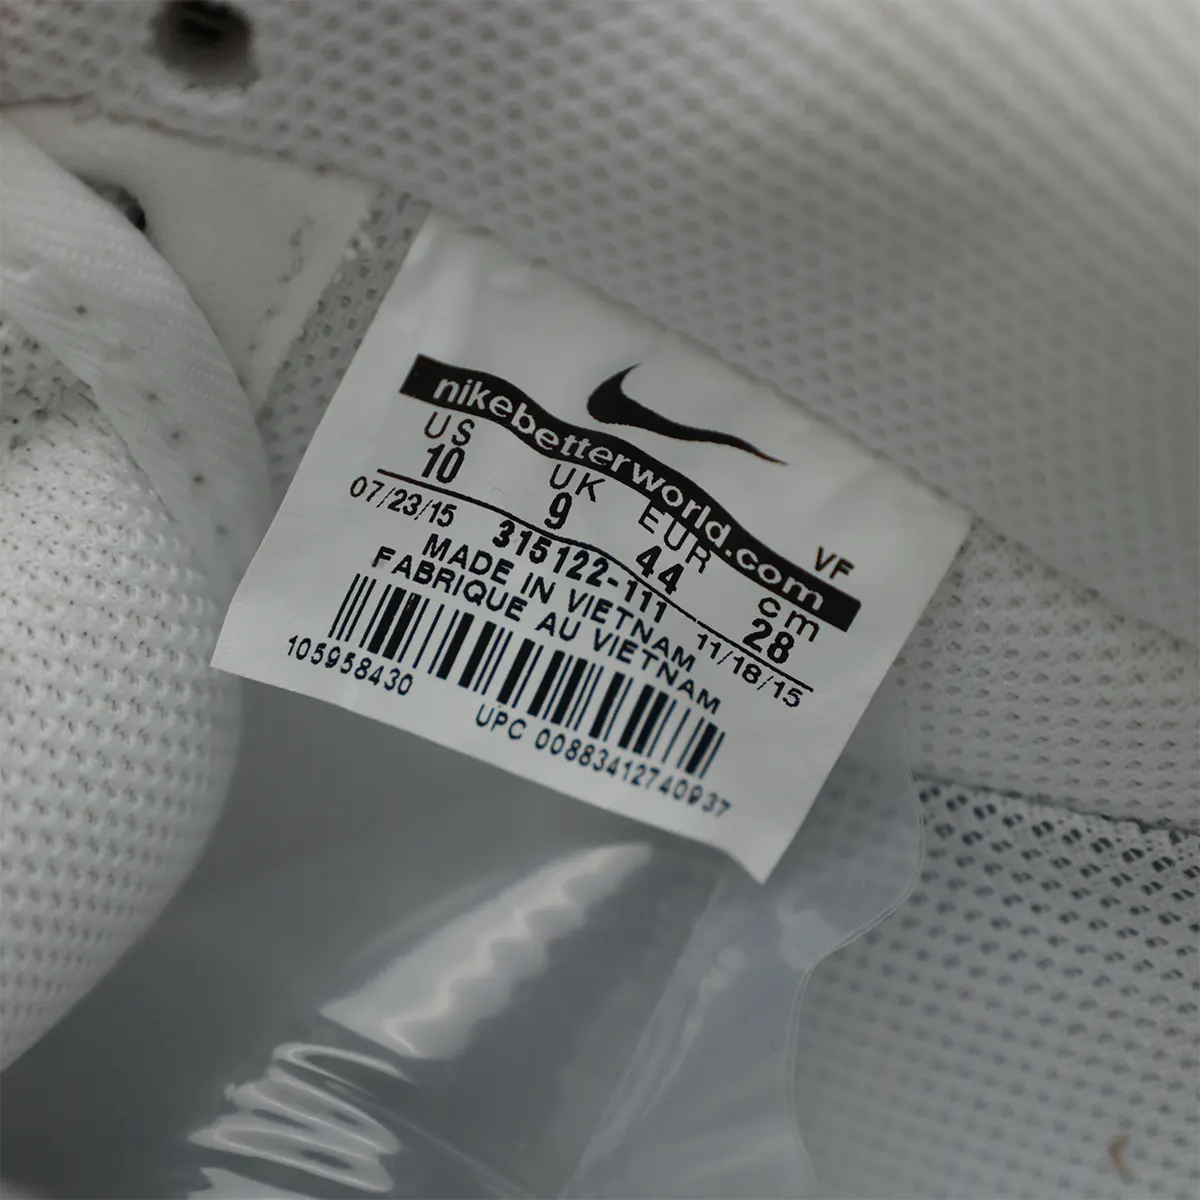 nikebetterworld.com
VF
US UK EUR cm
10 9 44 28
07/23/15 315122-111 11/18/15
MADE IN VIETNAM
FABRIQUE AU VIETNAM
105958430 UPC 00883412740937